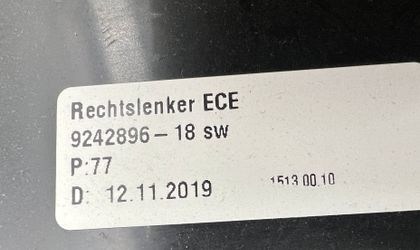 Rechtslenker ECE
9242896-18 sw
P:77
D: 12.11.2019 1513 00.10